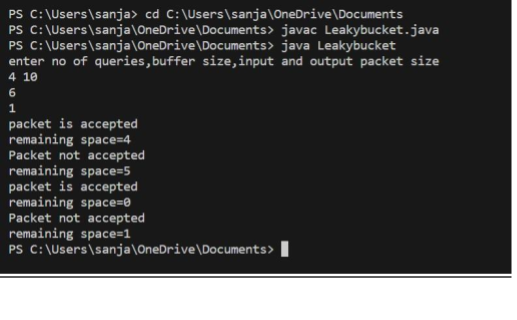 PS C:\Users\sanja> cd C:\Users\sanja\OneDrive\Documents
PS C:\Users\sanja\OneDrive\Documents> javac Leakybucket.java
PS C:\Users\sanja\OneDrive\Documents> java Leakybucket
enter no of queries,buffer size,input and output packet size
4 10
6
1
packet is accepted
remaining space=4
Packet not accepted
remaining space=5
packet is accepted
remaining space=0
Packet not accepted
remaining space=1
PS C:\Users\sanja\OneDrive\Documents>